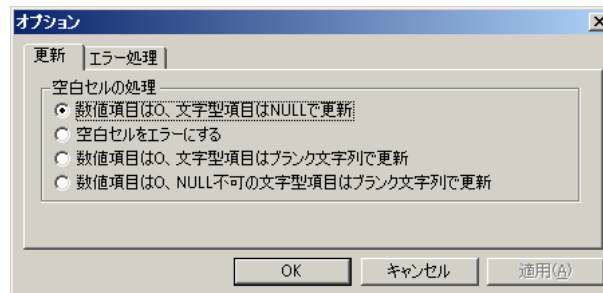 オプション
更新 エラー処理
空白セルの処理
数値項目は0、文字型項目はNULLで更新
空白セルをエラーにする
数値項目は0、文字型項目はブランク文字列で更新
数値項目は0、NULL不可の文字型項目はブランク文字列で更新
OK キャンセル 適用(A)